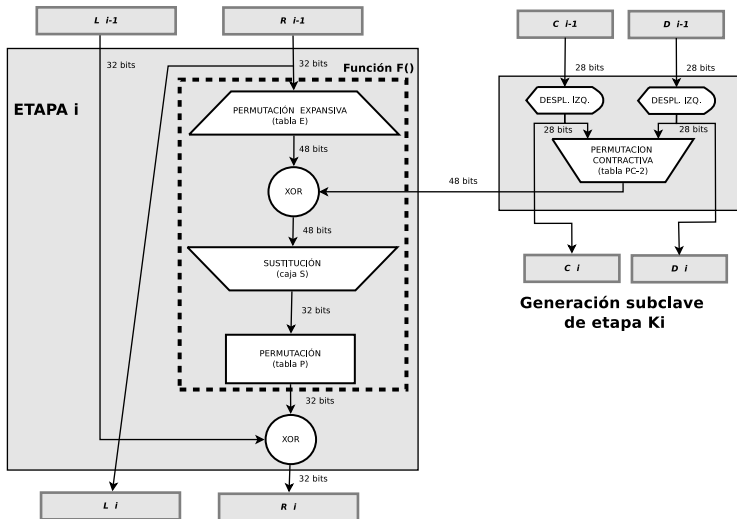 L i-1
R i-1
C i-1
D i-1
32 bits
32 bits
28 bits
28 bits
Función F()
ETAPA i
PERMUTACIÓN EXPANSIVA
(tabla E)
DESPL. IZQ.
DESPL. IZQ.
28 bits
28 bits
48 bits
PERMUTACION
CONTRACTIVA
(tabla PC-2)
XOR
48 bits
48 bits
SUSTITUCIÓN
(caja S)
C i
D i
32 bits
Generación subclave
de etapa Ki
PERMUTACIÓN
(tabla P)
32 bits
XOR
32 bits
L i
R i